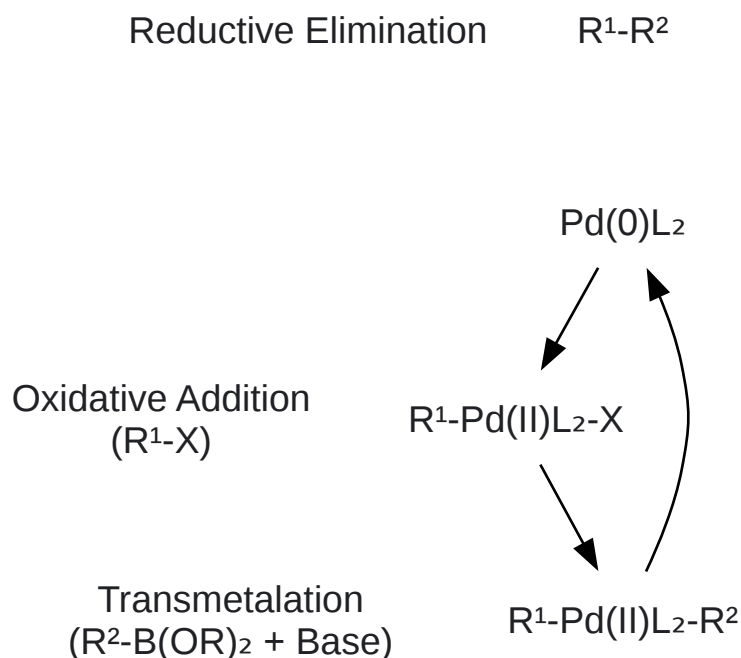 Reductive Elimination
R¹-R²
Pd(0)L₂
Oxidative Addition
(R¹-X)
R¹-Pd(II)L₂-X
Transmetalation
(R²-B(OR)₂ + Base)
R¹-Pd(II)L₂-R²